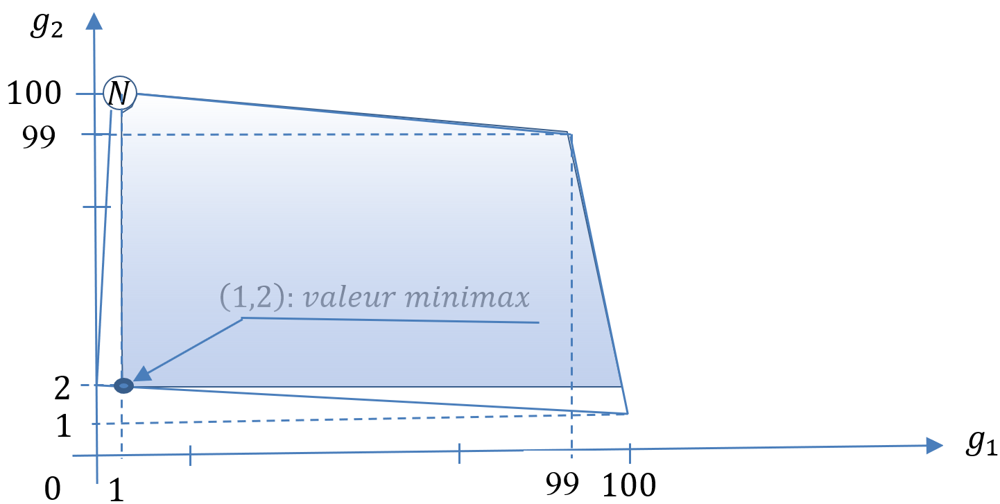 g₂
100
N
99
(1,2): valeur minimax
2
1
g₁
0
1
99
100